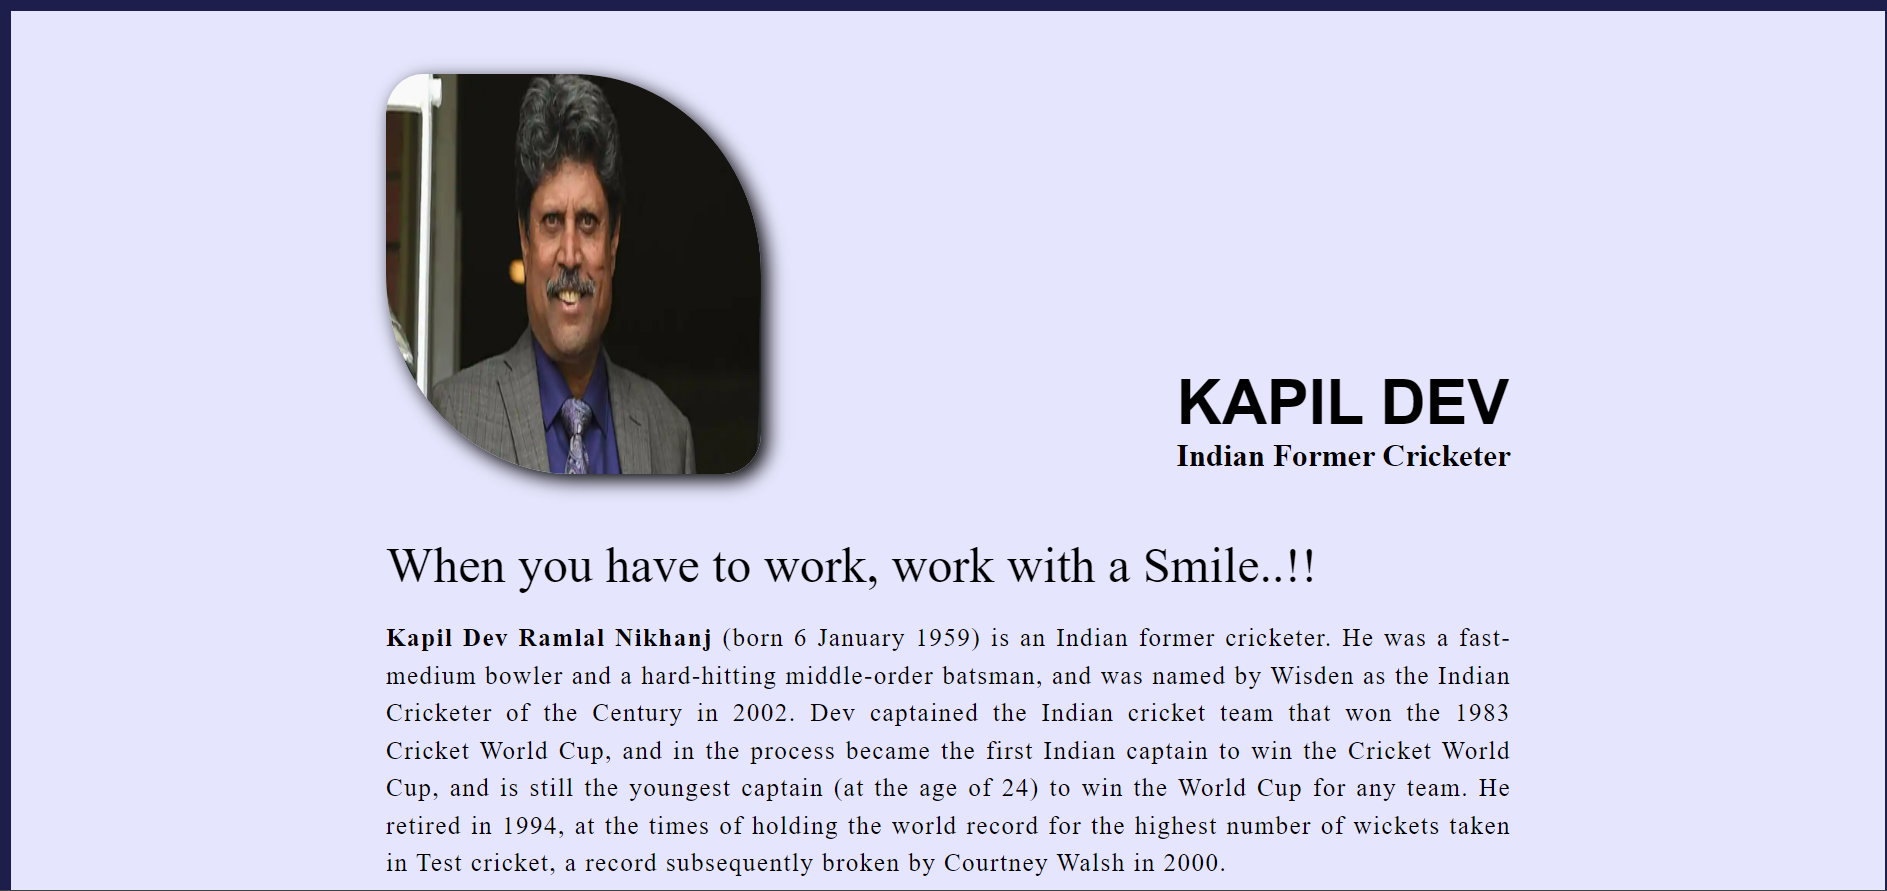 KAPIL DEV
Indian Former Cricketer
When you have to work, work with a Smile..!!
Kapil Dev Ramlal Nikhanj (born 6 January 1959) is an Indian former cricketer. He was a fast-
medium bowler and a hard-hitting middle-order batsman, and was named by Wisden as the Indian
Cricketer of the Century in 2002. Dev captained the Indian cricket team that won the 1983
Cricket World Cup, and in the process became the first Indian captain to win the Cricket World
Cup, and is still the youngest captain (at the age of 24) to win the World Cup for any team. He
retired in 1994, at the times of holding the world record for the highest number of wickets taken
in Test cricket, a record subsequently broken by Courtney Walsh in 2000.